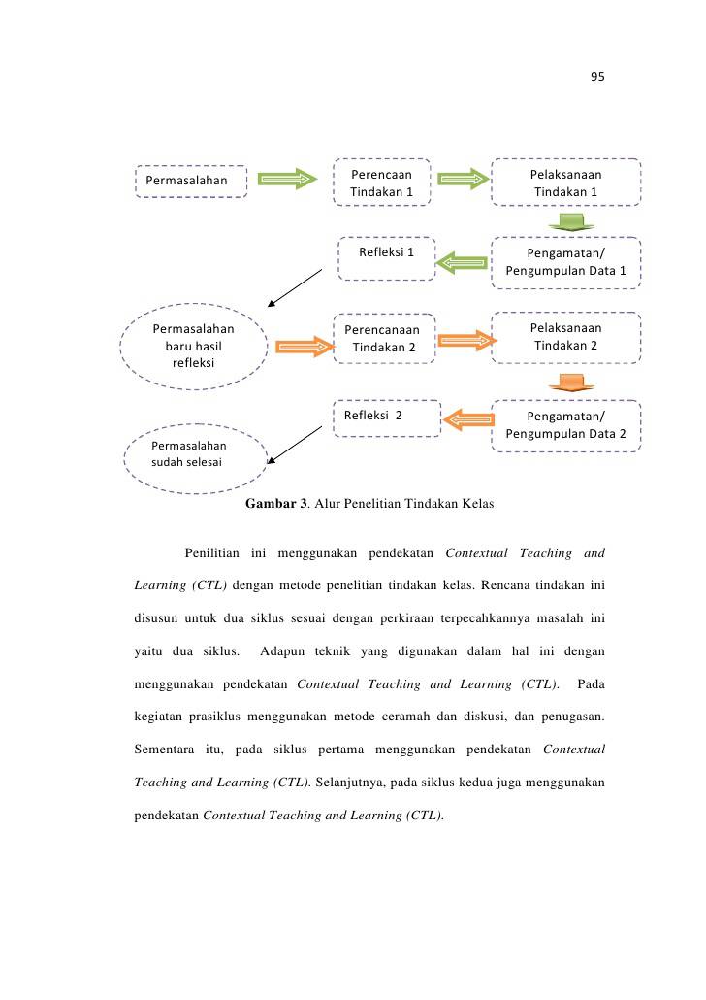 95
Permasalahan
Perencaan
Tindakan 1
Pelaksanaan
Tindakan 1
Refleksi 1
Pengamatan/
Pengumpulan Data 1
Permasalahan
baru hasil
refleksi
Perencanaan
Tindakan 2
Pelaksanaan
Tindakan 2
Refleksi 2
Pengamatan/
Pengumpulan Data 2
Permasalahan
sudah selesai
Gambar 3. Alur Penelitian Tindakan Kelas
Penilitian ini menggunakan pendekatan Contextual Teaching and
Learning (CTL) dengan metode penelitian tindakan kelas. Rencana tindakan ini
disusun untuk dua siklus sesuai dengan perkiraan terpecahkannya masalah ini
yaitu dua siklus. Adapun teknik yang digunakan dalam hal ini dengan
menggunakan pendekatan Contextual Teaching and Learning (CTL). Pada
kegiatan prasiklus menggunakan metode ceramah dan diskusi, dan penugasan.
Sementara itu, pada siklus pertama menggunakan pendekatan Contextual
Teaching and Learning (CTL). Selanjutnya, pada siklus kedua juga menggunakan
pendekatan Contextual Teaching and Learning (CTL).